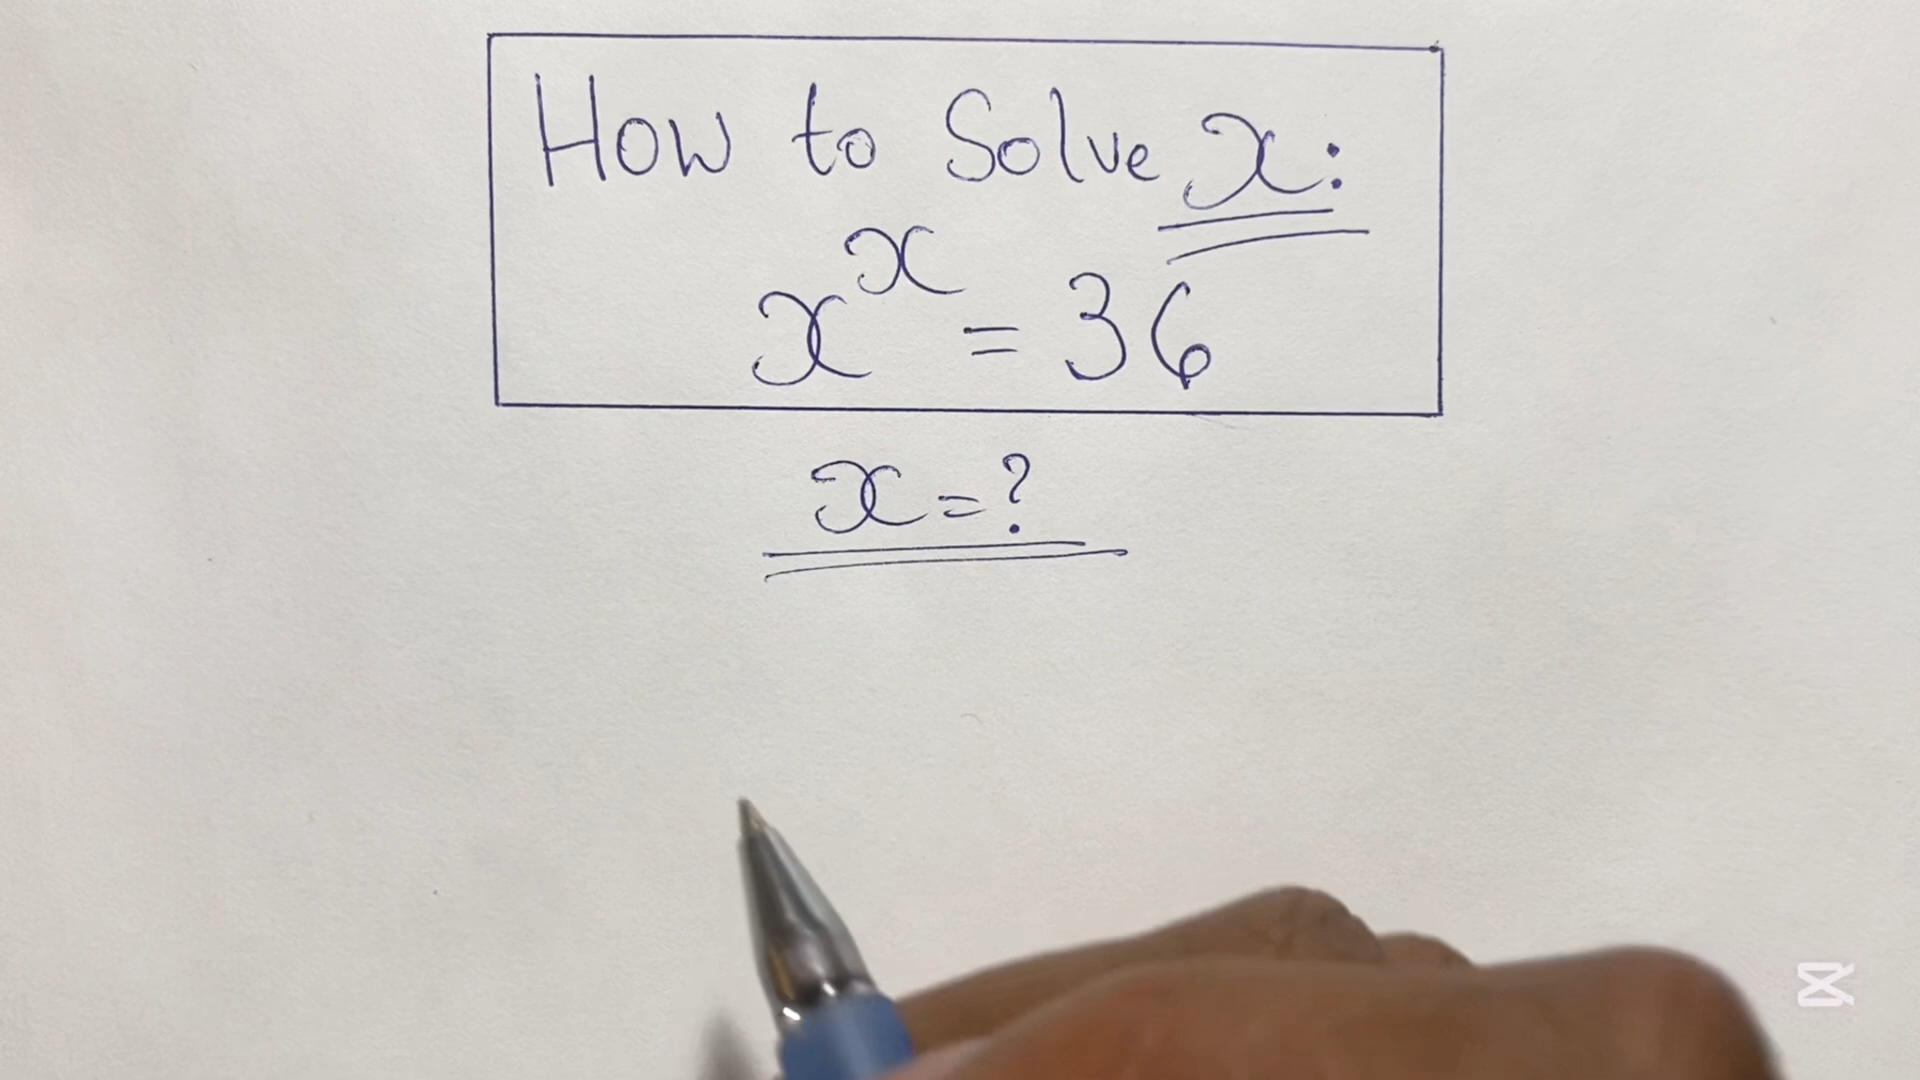 How to Solve x:
x^x = 36
x = ?